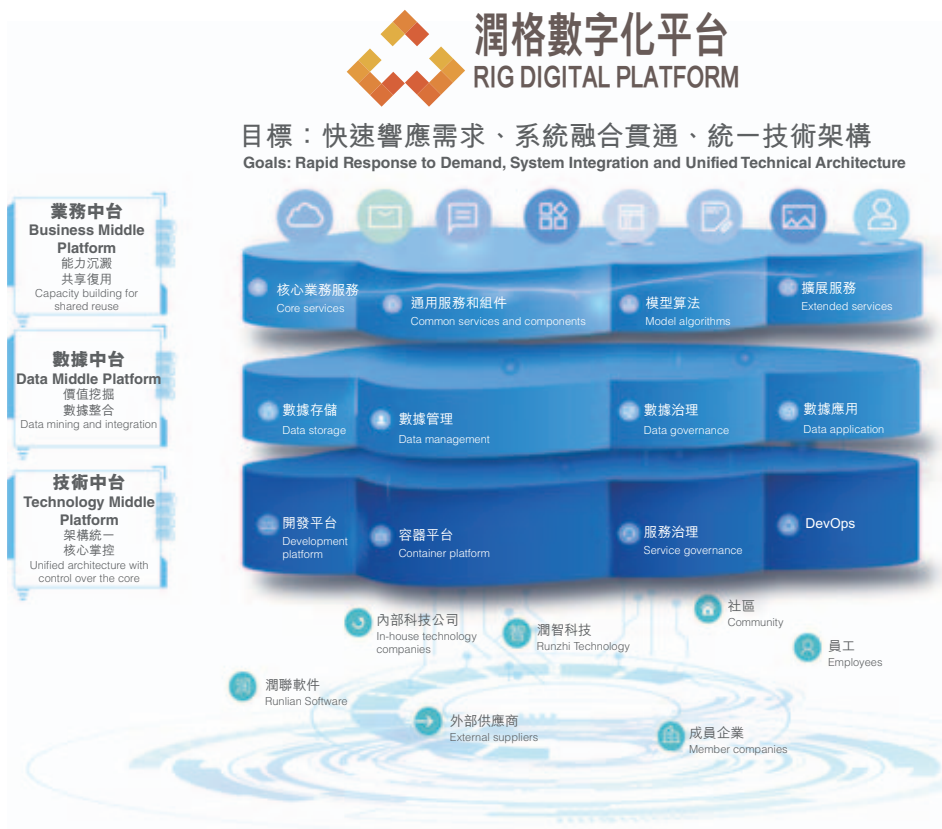 潤格數字化平台
RIG DIGITAL PLATFORM
目標：快速響應需求、系統融合貫通、統一技術架構
Goals: Rapid Response to Demand, System Integration and Unified Technical Architecture
業務中台
Business Middle
Platform
能力沉澱
共享復用
Capacity building for
shared reuse
核心業務服務
Core services
通用服務和組件
Common services and components
模型算法
Model algorithms
擴展服務
Extended services
數據中台
Data Middle Platform
價值挖掘
數據整合
Data mining and integration
數據存儲
Data storage
數據管理
Data management
數據治理
Data governance
數據應用
Data application
技術中台
Technology Middle
Platform
架構統一
核心掌控
Unified architecture with
control over the core
開發平台
Development
platform
容器平台
Container platform
服務治理
Service governance
DevOps
內部科技公司
In-house technology
companies
智
潤智科技
Runzhi Technology
社區
Community
員工
Employees
潤
潤聯軟件
Runlian Software
外部供應商
External suppliers
成員企業
Member companies